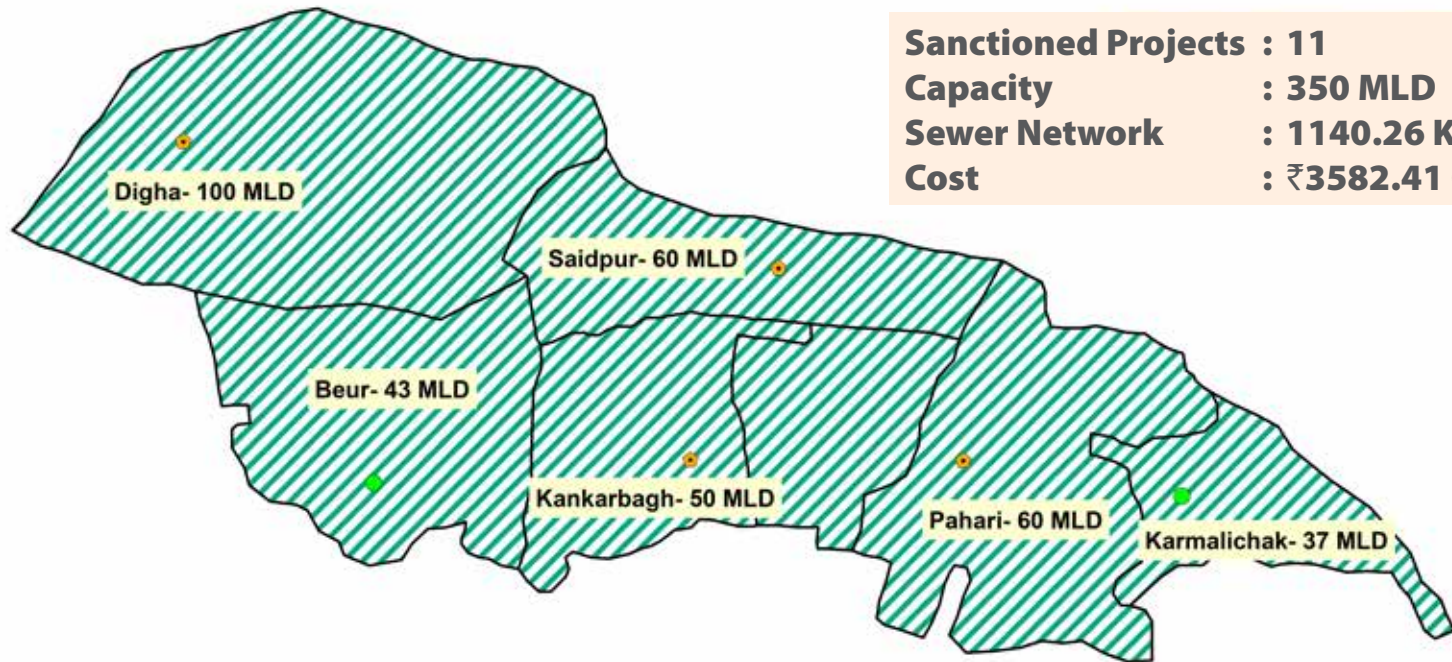 Sanctioned Projects : 11
Capacity : 350 MLD
Sewer Network : 1140.26 K
Cost : ₹3582.41
Digha- 100 MLD
Saidpur- 60 MLD
Beur- 43 MLD
Kankarbagh- 50 MLD
Pahari- 60 MLD
Karmalichak- 37 MLD